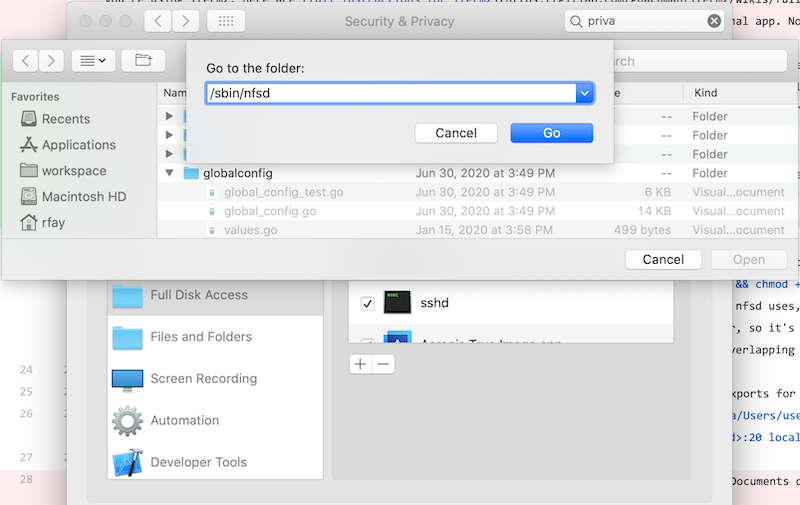 Security & Privacy
priva
nal app. No
Go to the folder:
/sbin/nfsd
rch
Favorites
Kind
Cancel
Go
Recents
-- Folder
Applications
-- Folder
-- Folder
workspace
globalconfig Jun 30, 2020 at 3:49 PM -- Folder
Macintosh HD
global_config_test.go Jun 30, 2020 at 3:49 PM 6 KB Visual...ocument
global_config.go Jun 30, 2020 at 3:49 PM 14 KB Visual...ocument
rfay
values.go Jan 15, 2020 at 3:58 PM 499 bytes Visual...ocument
Cancel
Open
&& chmod +
Full Disk Access
sshd
nfsd uses,
r, so it's
Files and Folders
verlapping
24
Screen Recording
25
xports for
26
Automation
a/Users/use
d>:20 local
27
Developer Tools
28
Documents d